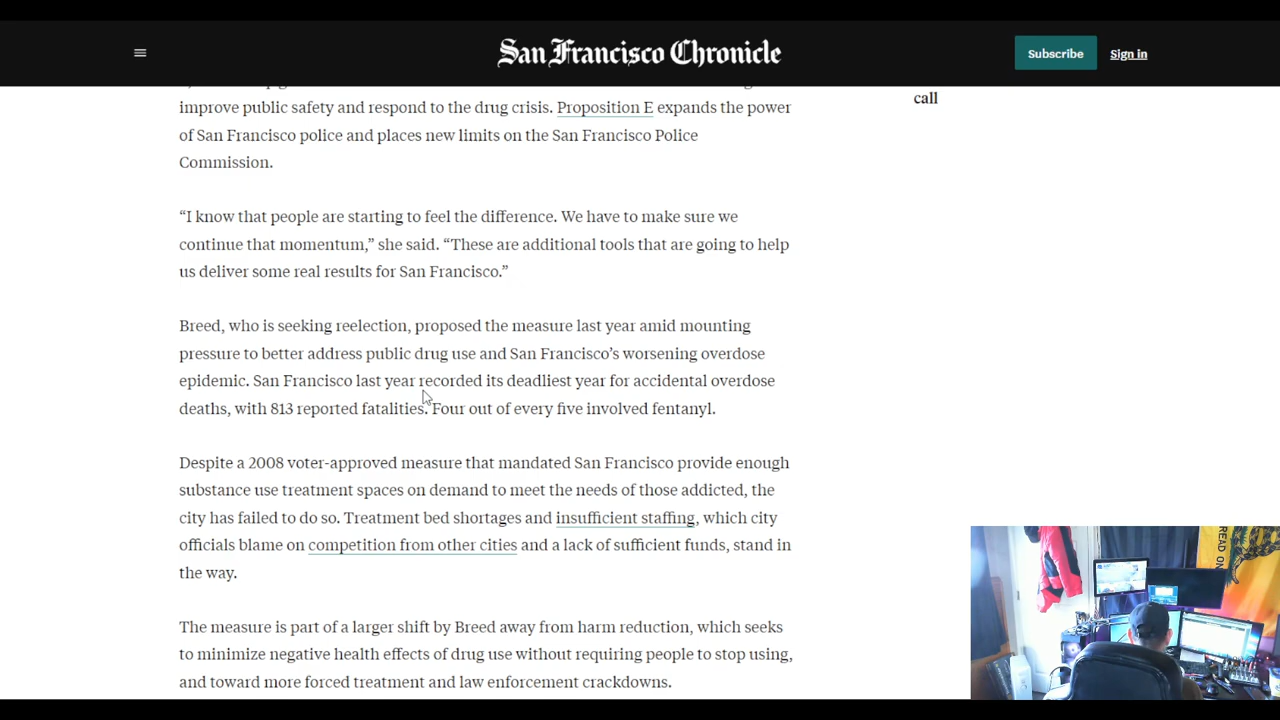 San Francisco Chronicle
Subscribe
Sign in
call
improve public safety and respond to the drug crisis. Proposition E expands the power
of San Francisco police and places new limits on the San Francisco Police
Commission.
“I know that people are starting to feel the difference. We have to make sure we
continue that momentum,” she said. “These are additional tools that are going to help
us deliver some real results for San Francisco.”
Breed, who is seeking reelection, proposed the measure last year amid mounting
pressure to better address public drug use and San Francisco’s worsening overdose
epidemic. San Francisco last year recorded its deadliest year for accidental overdose
deaths, with 813 reported fatalities. Four out of every five involved fentanyl.
Despite a 2008 voter-approved measure that mandated San Francisco provide enough
substance use treatment spaces on demand to meet the needs of those addicted, the
city has failed to do so. Treatment bed shortages and insufficient staffing, which city
officials blame on competition from other cities and a lack of sufficient funds, stand in
the way.
The measure is part of a larger shift by Breed away from harm reduction, which seeks
to minimize negative health effects of drug use without requiring people to stop using,
and toward more forced treatment and law enforcement crackdowns.
READ ON